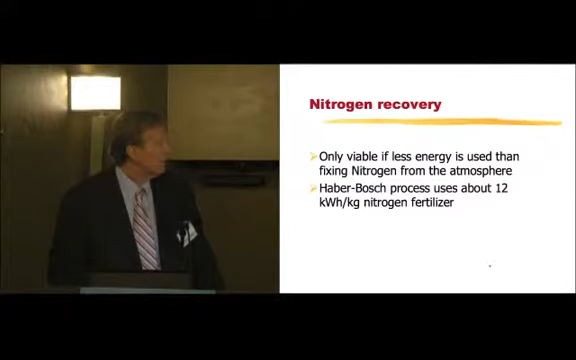 Nitrogen recovery
Only viable if less energy is used than
fixing Nitrogen from the atmosphere
Haber-Bosch process uses about 12
kWh/kg nitrogen fertilizer